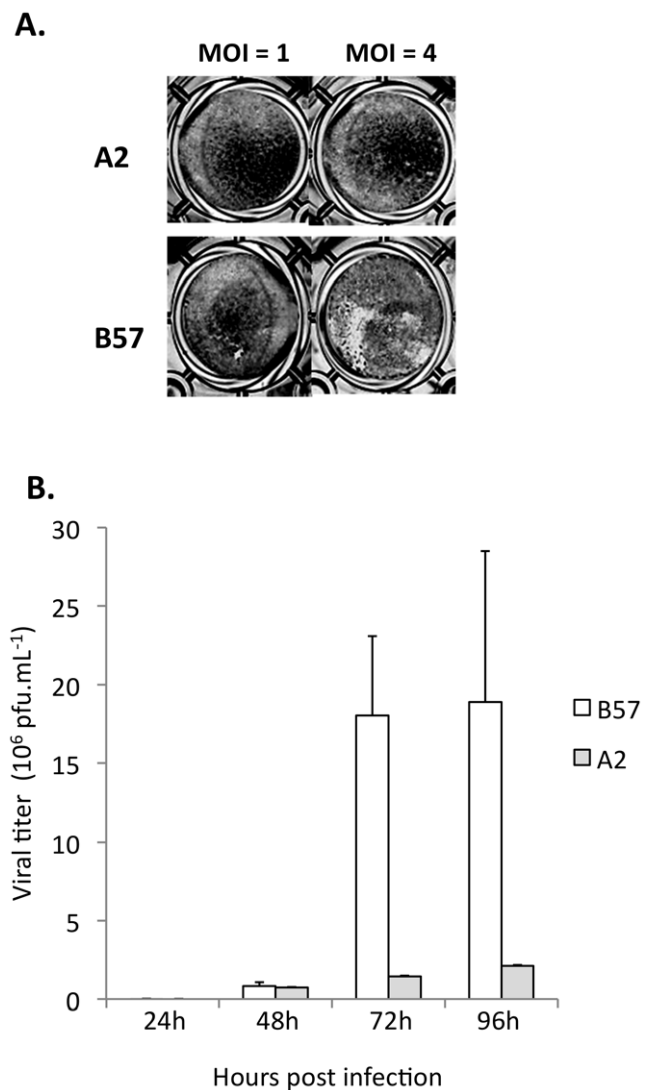 A.
MOI = 1 MOI = 4
A2
B57
B.
30
25
20
15
10
5
0
Viral titer (10⁶ pfu.mL⁻¹)
B57
A2
24h 48h 72h 96h
Hours post infection